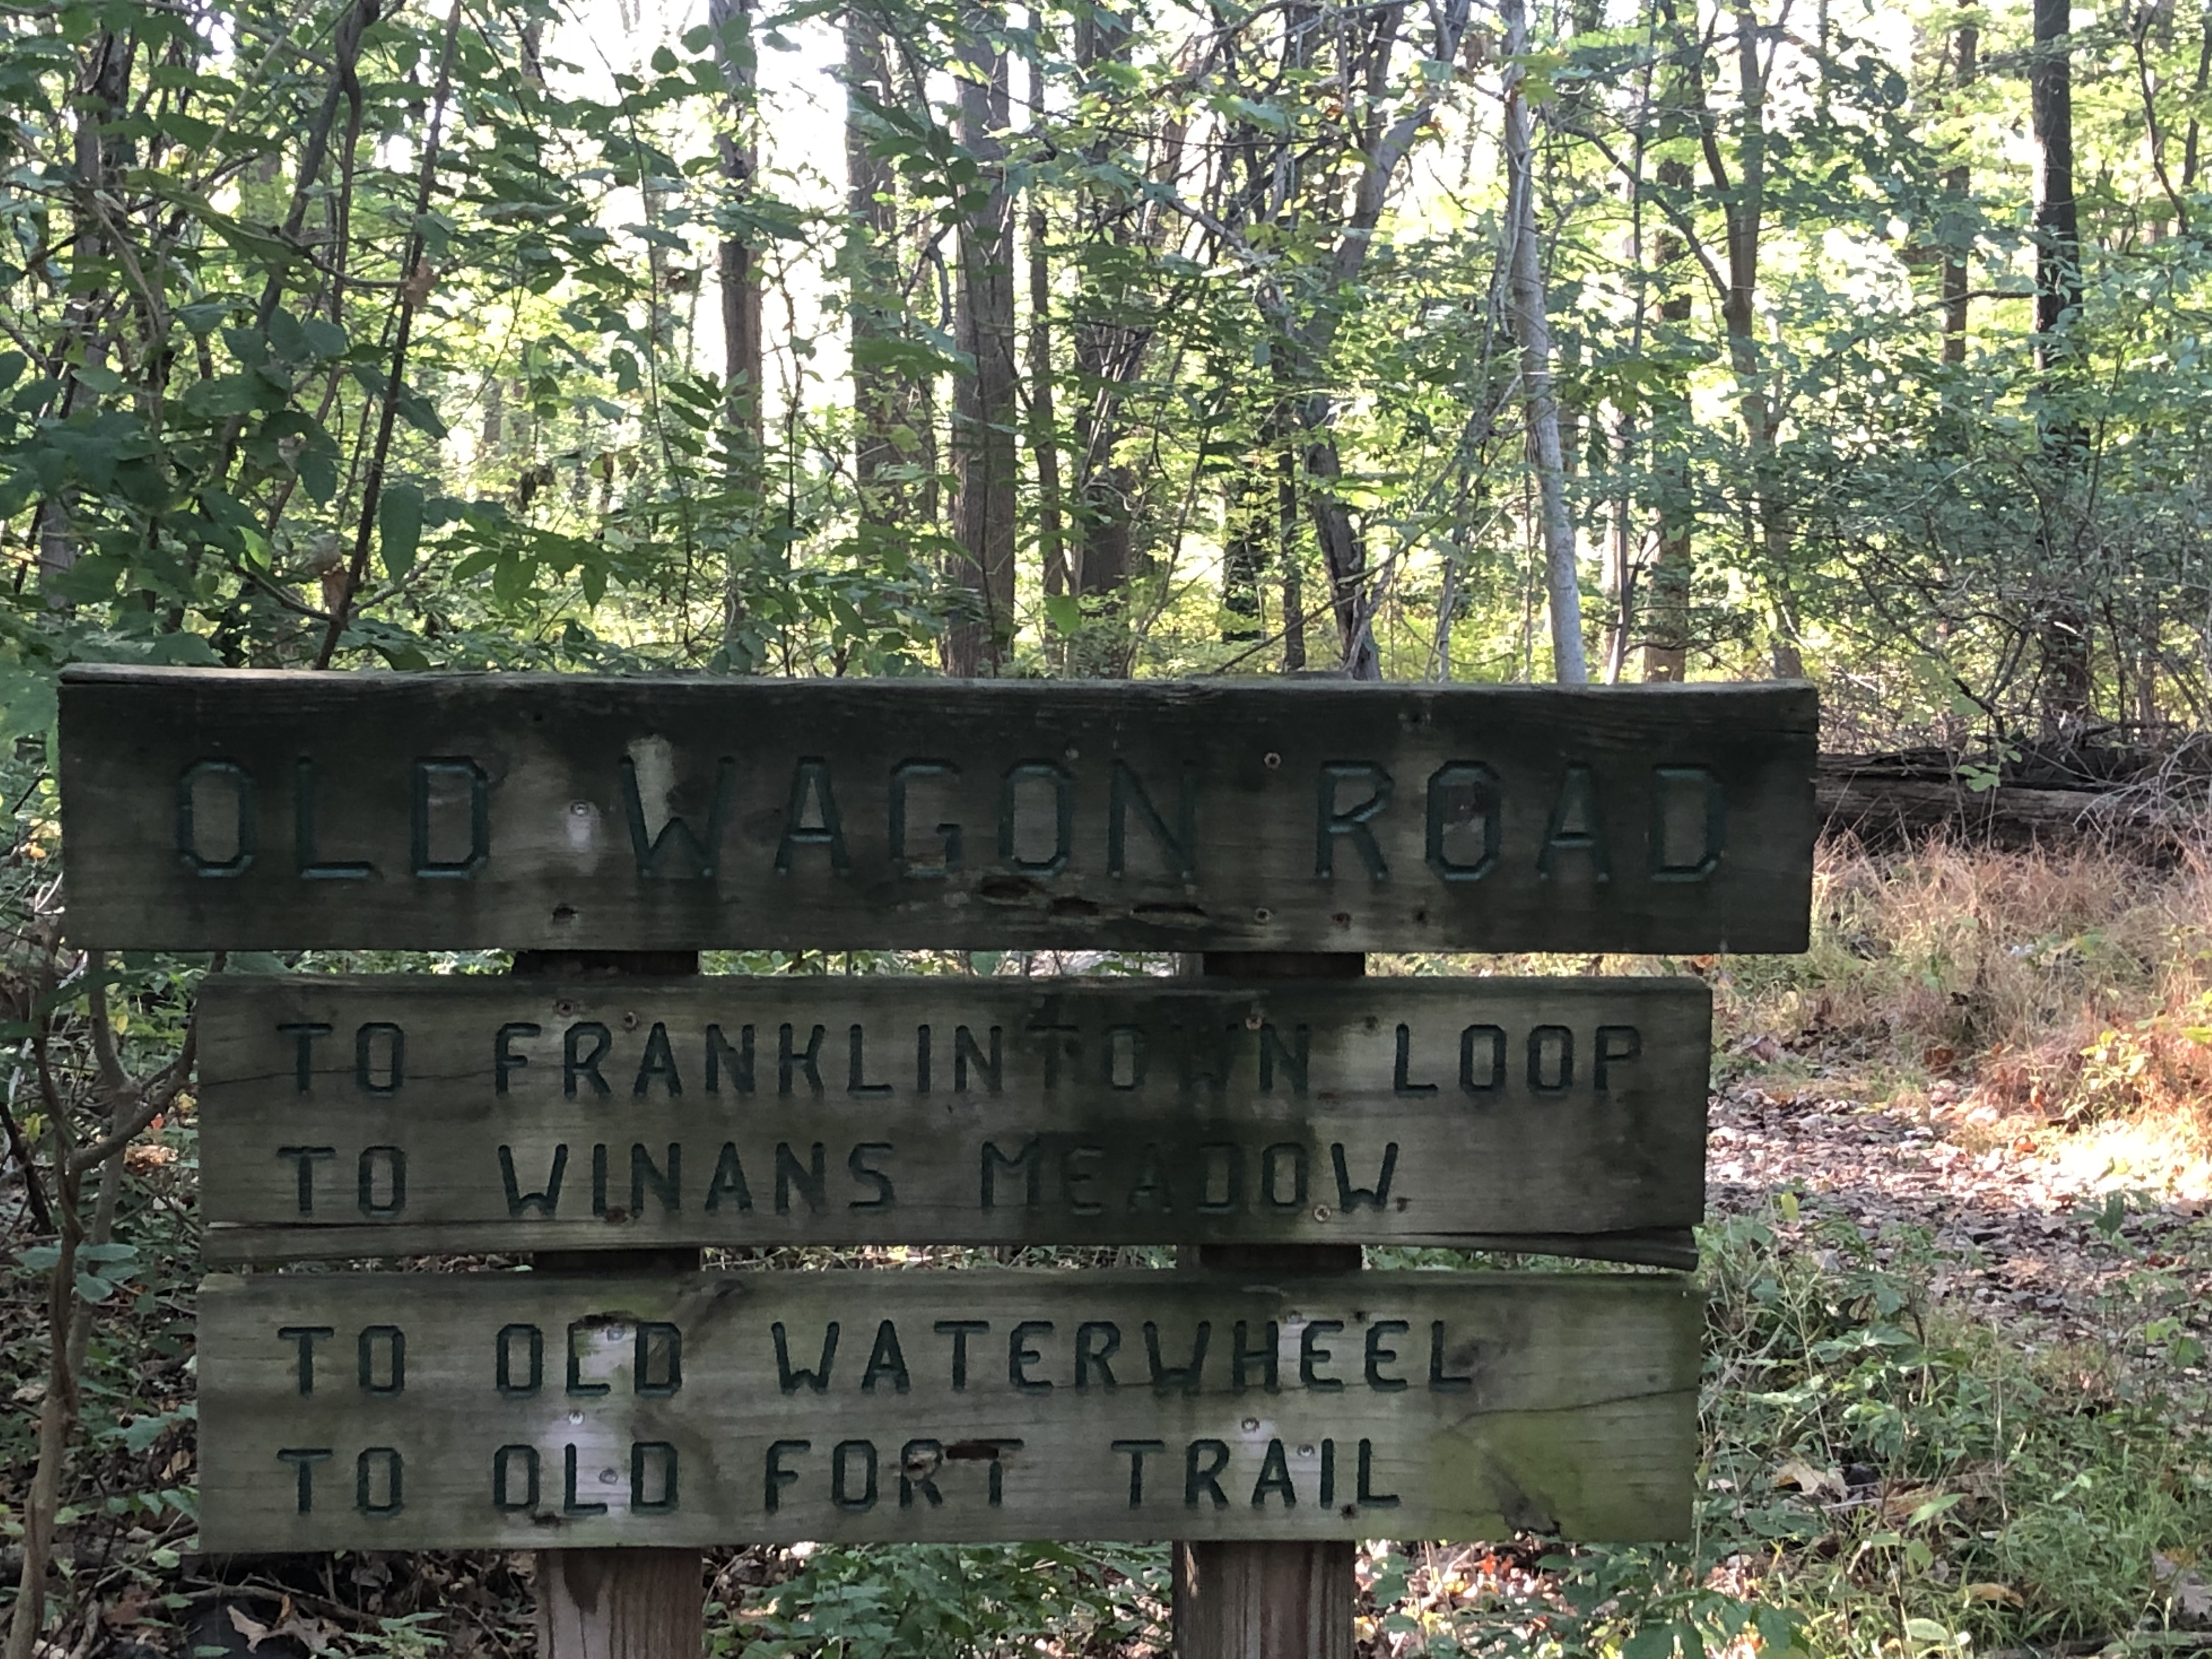 OLD WAGON ROAD
TO FRANKLINTOWN LOOP
TO WINANS MEADOW
TO OLD WATERWHEEL
TO OLD FORT TRAIL